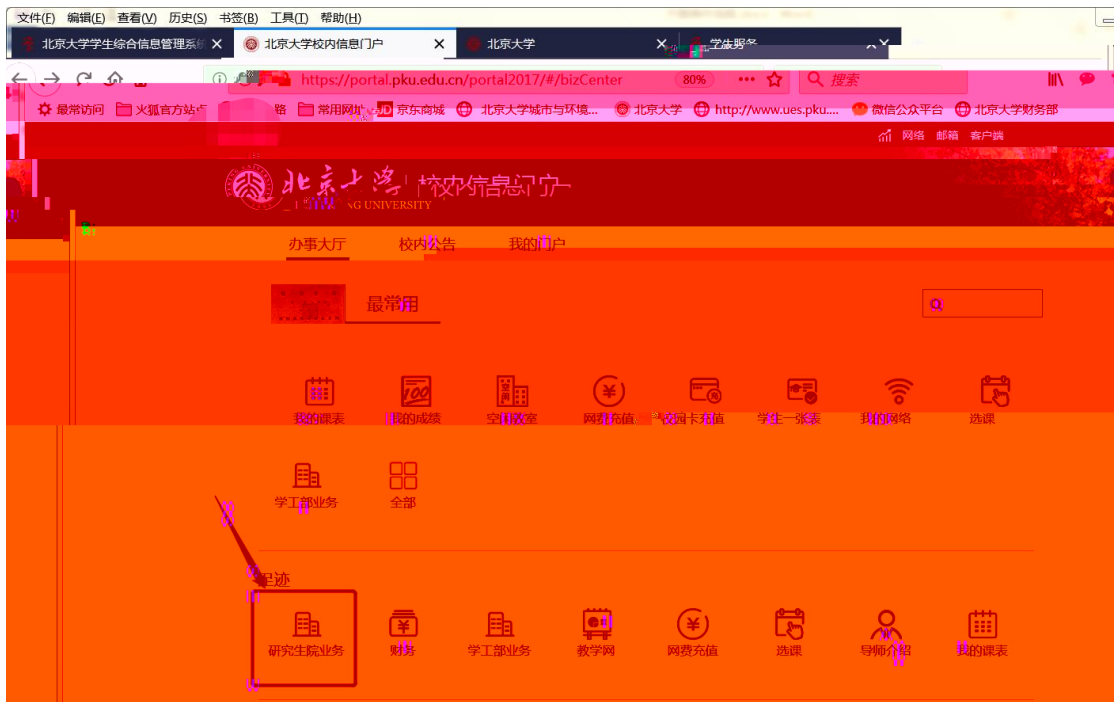 文件(F) 编辑(E) 查看(V) 历史(S) 书签(B) 工具(T) 帮助(H)
北京大学学生综合信息管理系统 × 北京大学校内信息门户 × 北京大学 ×
https://portal.pku.edu.cn/portal2017/#/bizCenter 80% 搜索
最常访问 火狐官方站点 常用网址 JD 京东商城 北京大学城市与环境... 北京大学 http://www.ues.pku.... 微信公众平台 北京大学财务部
网络 邮箱 客户端
北京大学 校内信息门户
NG UNIVERSITY
办事大厅 校内公告 我的门户
最常用
我的课表 我的成绩 空闲教室 网费充值 校园卡充值 学生一张表 我的网络 选课
学工部业务 全部
足迹
研究生院业务 财务 学工部业务 教学网 网费充值 选课 导师介绍 我的课表